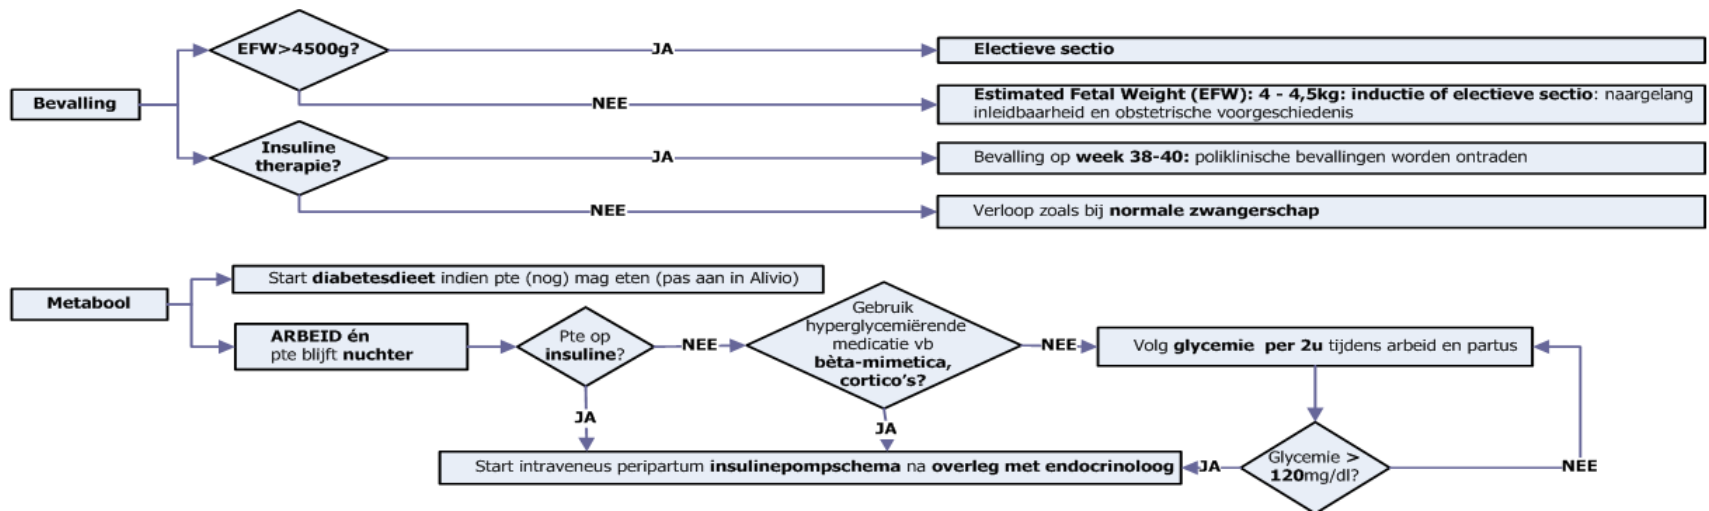 EFW>4500g?
JA
Electieve sectio
Bevalling
NEE
Estimated Fetal Weight (EFW): 4 - 4,5kg: inductie of electieve sectio: naargelang
inleidbaarheid en obstetrische voorgeschiedenis
Insuline
therapie?
JA
Bevalling op week 38-40: poliklinische bevallingen worden ontraden
NEE
Verloop zoals bij normale zwangerschap
Metabool
Start diabetesdieet indien pte (nog) mag eten (pas aan in Alivio)
ARBEID én
pte blijft nuchter
Pte op
insuline?
NEE
Gebruik
hyperglycemiërende
medicatie vb
bèta-mimetica,
cortico's?
NEE
Volg glycemie per 2u tijdens arbeid en partus
JA
JA
Start intraveneus peripartum insulinepompschema na overleg met endocrinoloog
JA
Glycemie >
120mg/dl?
NEE